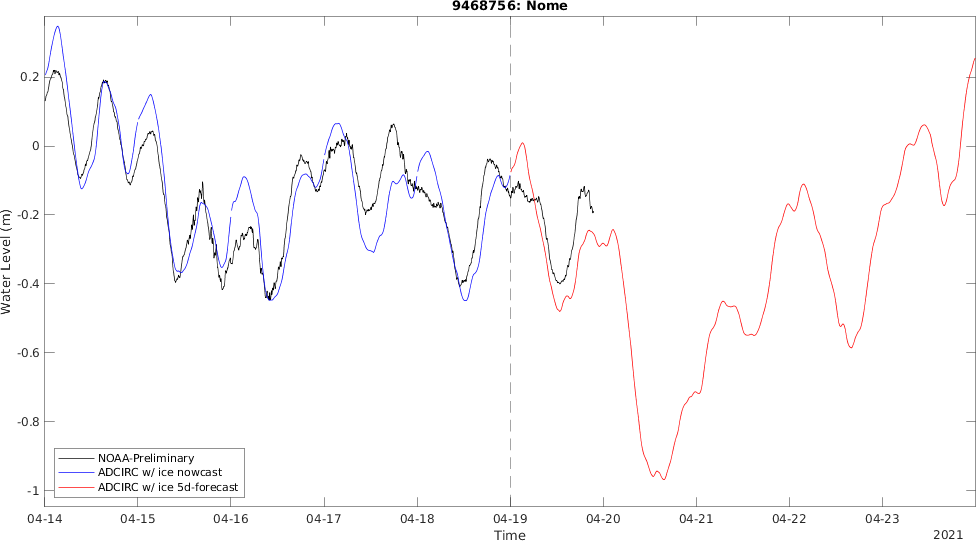 9468756: Nome
Water Level (m)
0.2
0
-0.2
-0.4
-0.6
-0.8
-1
NOAA-Preliminary
ADCIRC w/ ice nowcast
ADCIRC w/ ice 5d-forecast
04-14 04-15 04-16 04-17 04-18 04-19 04-20 04-21 04-22 04-23
Time
2021